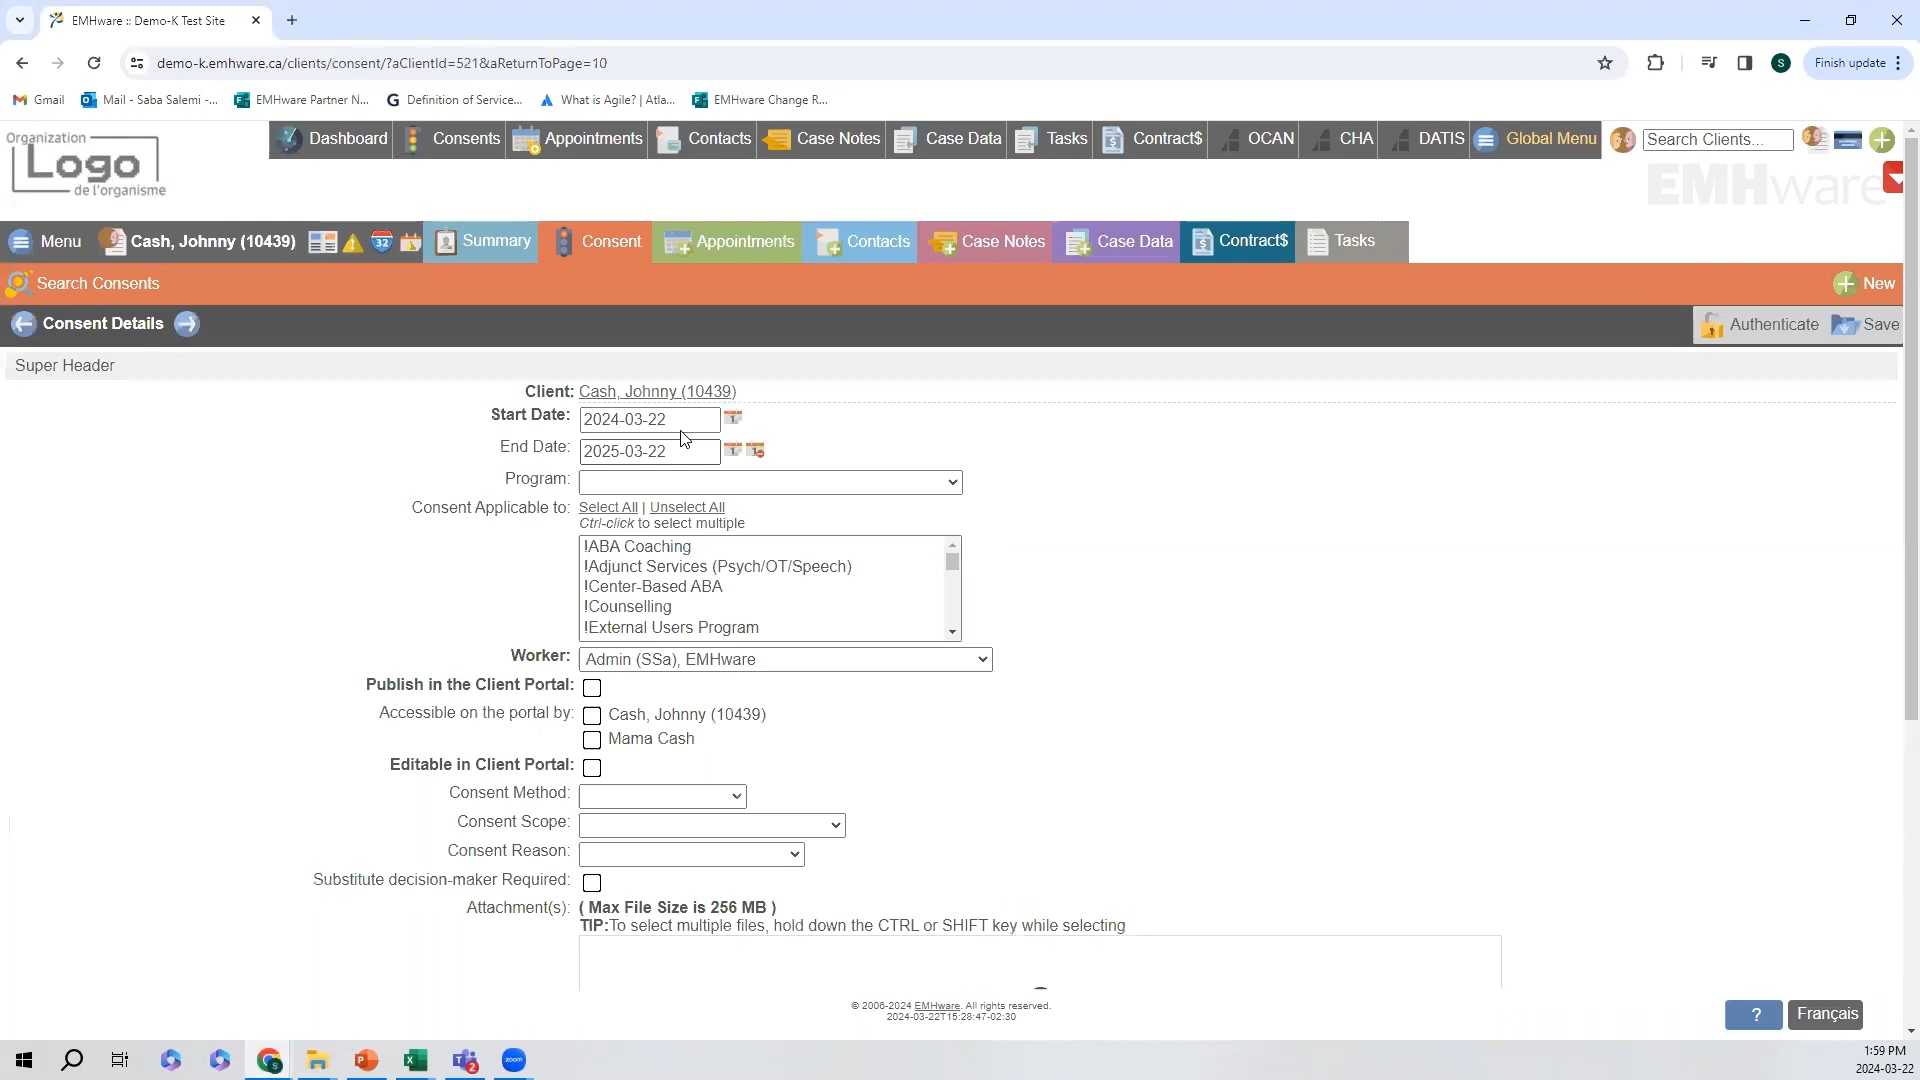 EMHware :: Demo-K Test Site
demo-k.emhware.ca/clients/consent/?aClientId=521&aReturnToPage=10
S
Finish update
Gmail
Mail - Saba Salemi -...
EMHware Partner N...
Definition of Service...
What is Agile? | Atla...
EMHware Change R...
Organization
Logo
de l'organisme
Dashboard
Consents
Appointments
Contacts
Case Notes
Case Data
Tasks
Contract$
OCAN
CHA
DATIS
Global Menu
Search Clients...
EMHware
Menu
Cash, Johnny (10439)
32
Summary
Consent
Appointments
Contacts
Case Notes
Case Data
Contract$
Tasks
Search Consents
New
Consent Details
Authenticate
Save
Super Header
Client: Cash, Johnny (10439)
Start Date: 2024-03-22
End Date: 2025-03-22
Program:
Consent Applicable to: Select All | Unselect All
Ctrl-click to select multiple
!ABA Coaching
!Adjunct Services (Psych/OT/Speech)
!Center-Based ABA
!Counselling
!External Users Program
Worker: Admin (SSa), EMHware
Publish in the Client Portal:
Accessible on the portal by: Cash, Johnny (10439)
Mama Cash
Editable in Client Portal:
Consent Method:
Consent Scope:
Consent Reason:
Substitute decision-maker Required:
Attachment(s): ( Max File Size is 256 MB )
TIP:To select multiple files, hold down the CTRL or SHIFT key while selecting
© 2006-2024 EMHware. All rights reserved.
2024-03-22T15:28:47-02:30
?
Français
S
2
zoom
1:59 PM
2024-03-22